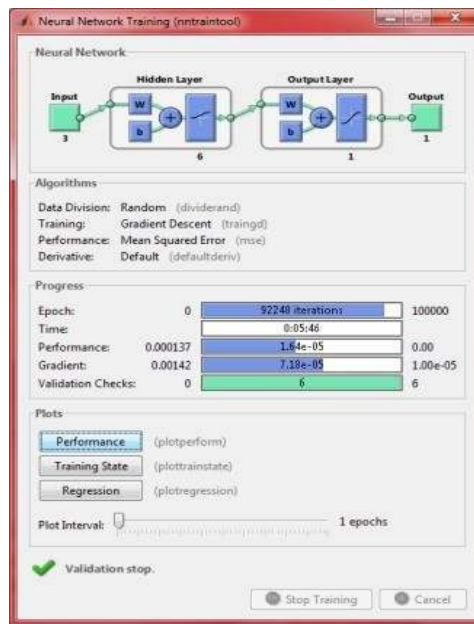 Neural Network Training (nntraintool)
Neural Network
Hidden Layer Output Layer
Input Output
W W
b b
3 6 1 1
Algorithms
Data Division: Random (dividerand)
Training: Gradient Descent (traingd)
Performance: Mean Squared Error (mse)
Derivative: Default (defaultderiv)
Progress
Epoch: 0 92248 iterations 100000
Time: 0:05:46
Performance: 0.000137 1.64e-05 0.00
Gradient: 0.00142 7.18e-05 1.00e-05
Validation Checks: 0 6 6
Plots
Performance (plotperform)
Training State (plottrainstate)
Regression (plotregression)
Plot Interval: 1 epochs
Validation stop.
Stop Training Cancel